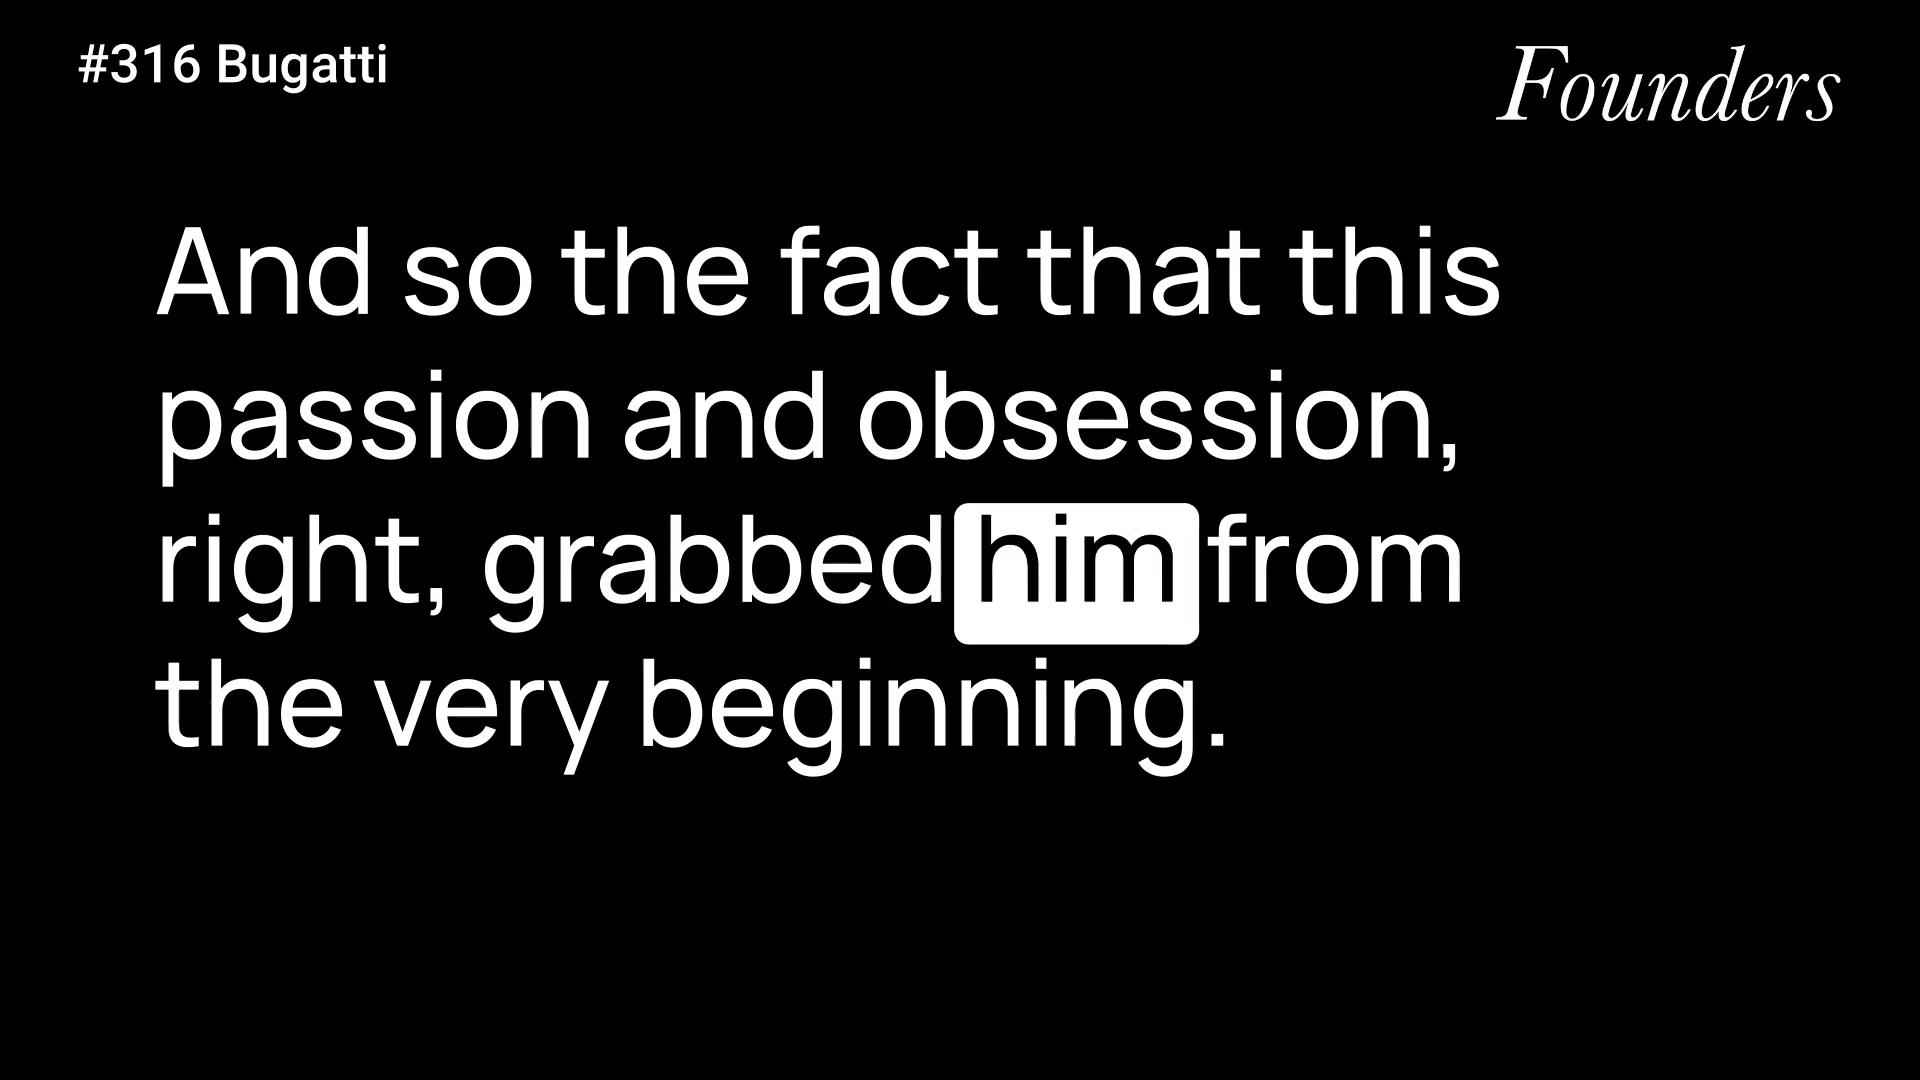 #316 Bugatti
Founders
And so the fact that this
passion and obsession,
right, grabbed him from
the very beginning.